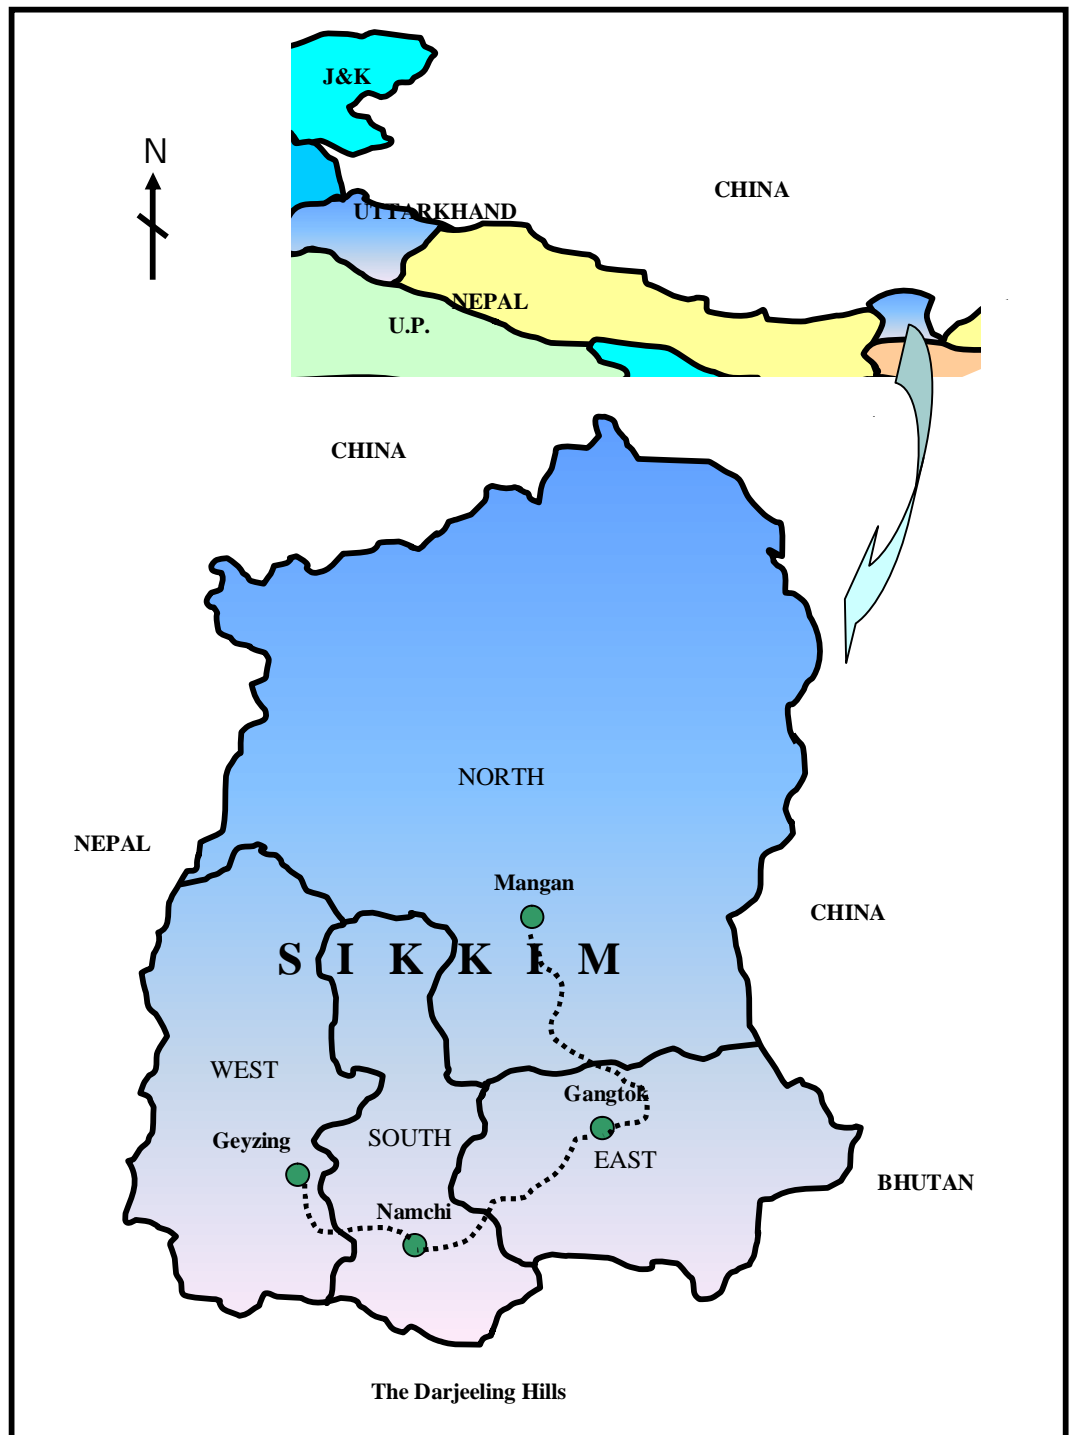 J&K
N
CHINA
UTTARKHAND
NEPAL
U.P.
CHINA
NORTH
NEPAL
Mangan
CHINA
S I K K I M
WEST
Gangtok
SOUTH
Geyzing
EAST
BHUTAN
Namchi
The Darjeeling Hills